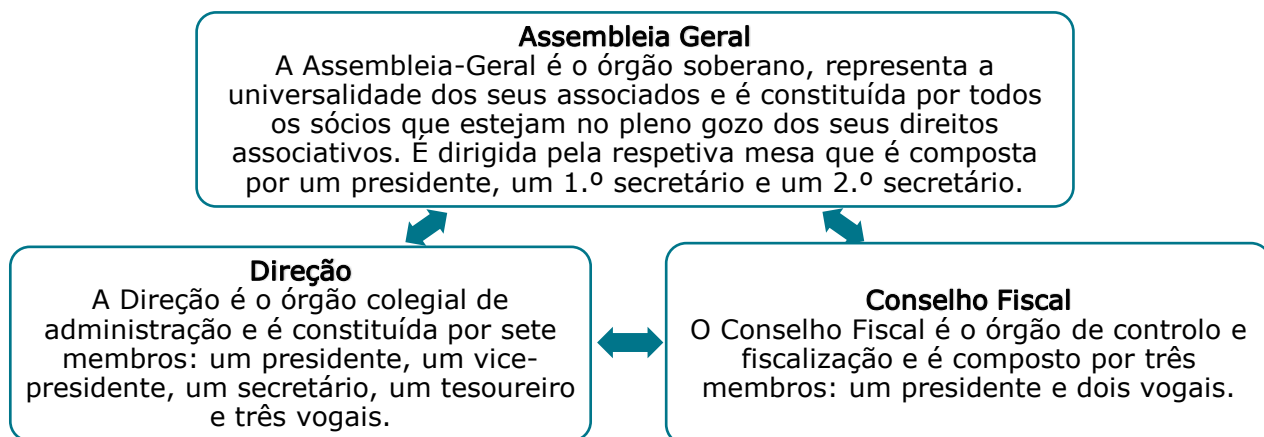 Assembleia Geral
A Assembleia-Geral é o órgão soberano, representa a
universalidade dos seus associados e é constituída por todos
os sócios que estejam no pleno gozo dos seus direitos
associativos. É dirigida pela respetiva mesa que é composta
por um presidente, um 1.º secretário e um 2.º secretário.
Direção
A Direção é o órgão colegial de
administração e é constituída por sete
membros: um presidente, um vice-
presidente, um secretário, um tesoureiro
e três vogais.
Conselho Fiscal
O Conselho Fiscal é o órgão de controlo e
fiscalização e é composto por três
membros: um presidente e dois vogais.